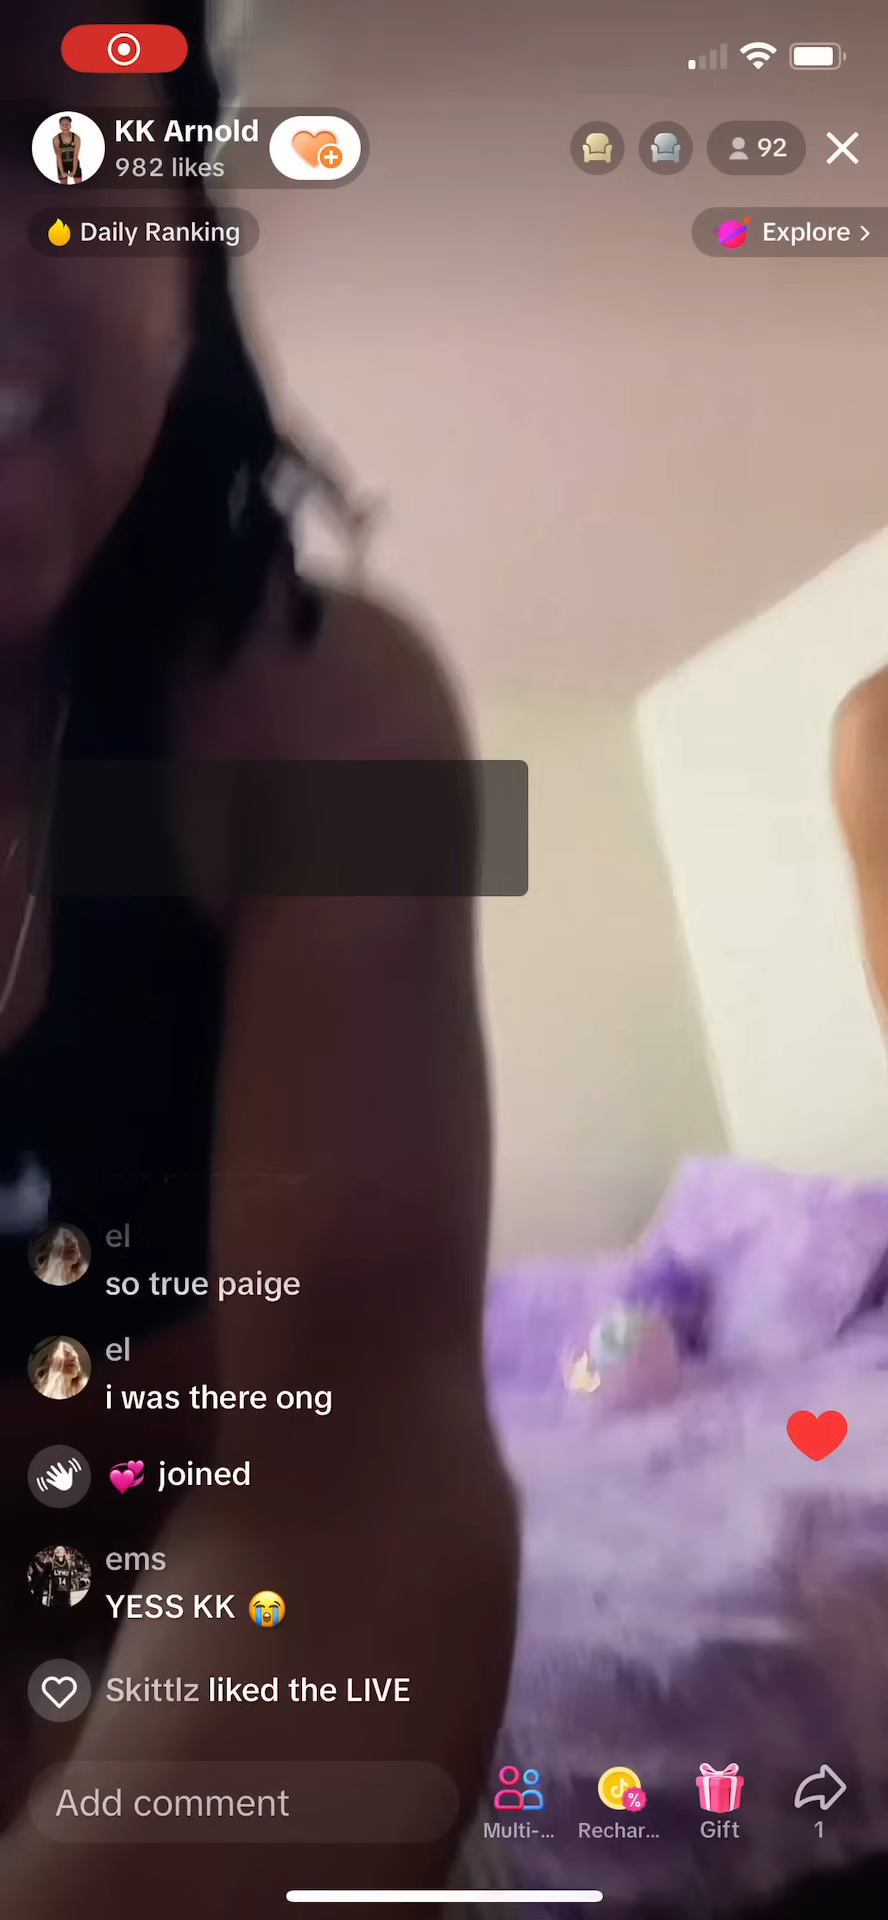 KK Arnold
982 likes
92
Daily Ranking
Explore >
el
so true paige
el
i was there ong
💞 joined
ems
YESS KK 😭
Skittlz liked the LIVE
Add comment
Multi-...
Rechar...
Gift
1